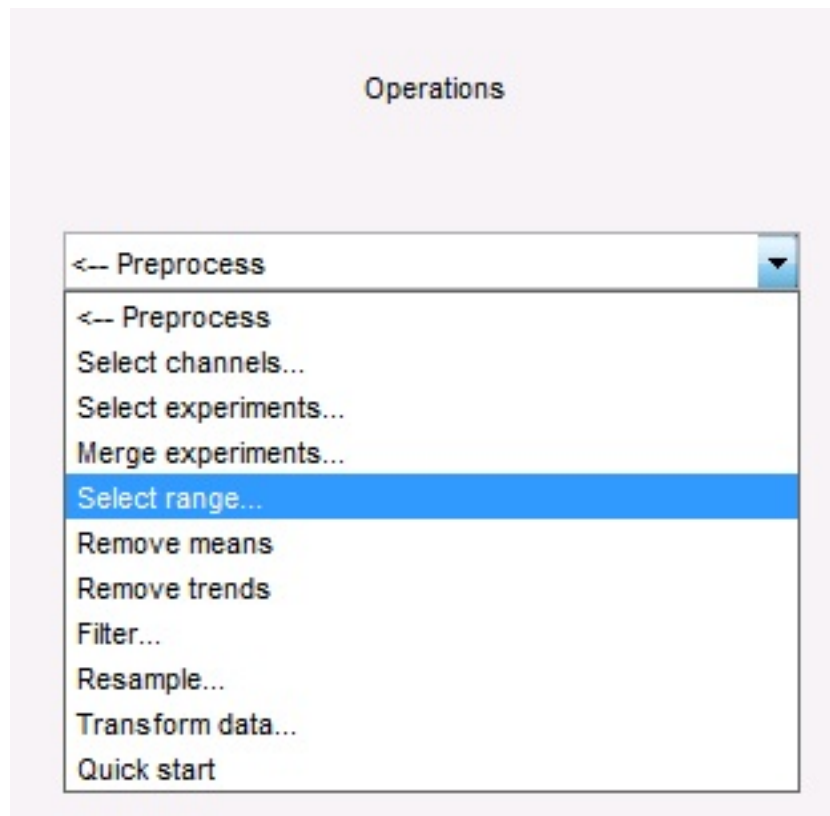 Operations
<-- Preprocess
<-- Preprocess
Select channels...
Select experiments...
Merge experiments...
Select range...
Remove means
Remove trends
Filter...
Resample...
Transform data...
Quick start